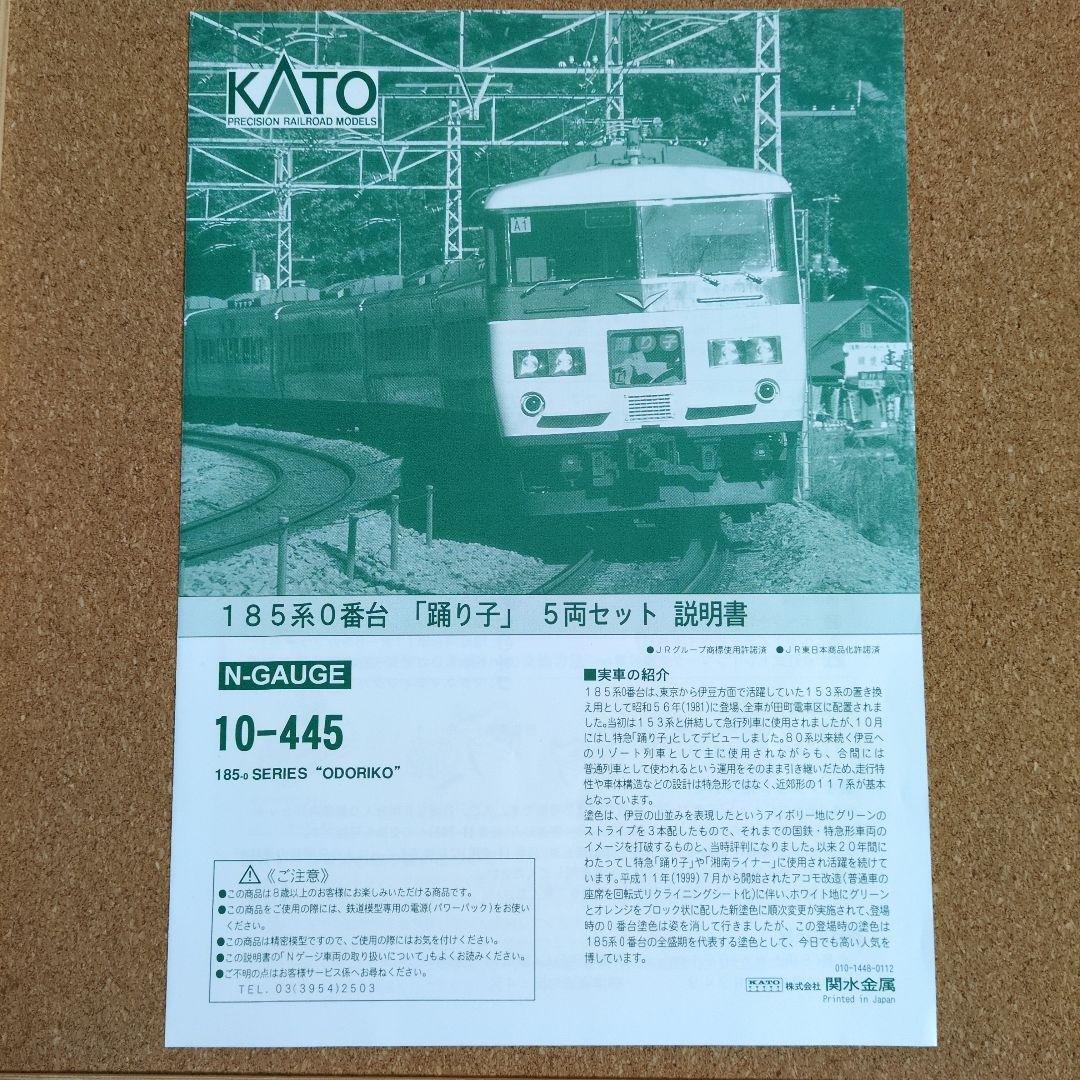 KATO
PRECISION RAILROAD MODELS
A1
踊り子
185系0番台 「踊り子」 5両セット 説明書
●JRグループ商標使用許諾済 ●JR東日本商品化許諾済
N-GAUGE
10-445
185-0 SERIES “ODORIKO”
■実車の紹介
185系0番台は、東京から伊豆方面で活躍していた153系の置き換
え用として昭和56年(1981)に登場、全車が田町電車区に配置されま
した。当初は153系と併結して急行列車に使用されましたが、10月
にはL特急「踊り子」としてデビューしました。80系以来続く伊豆へ
のリゾート列車として主に使用されながらも、合間には
普通列車として使われるという運用をそのまま引き継いだため、走行特
性や車体構造などの設計は特急形ではなく、近郊形の117系が基本
となっています。
塗色は、伊豆の山並みを表現したというアイボリー地にグリーンの
ストライプを3本配したもので、それまでの国鉄・特急形車両の
イメージを打破するものと、当時評判になりました。以来20年間に
わたってL特急「踊り子」や「湘南ライナー」に使用され活躍を続けて
います。平成11年(1999)7月から開始されたアコモ改造(普通車の
座席を回転式リクライニングシート化)に伴い、ホワイト地にグリーン
とオレンジをブロック状に配した新塗色に順次変更が実施されて、登場
時の0番台塗色は姿を消して行きましたが、この登場時の塗色は
185系0番台の全盛期を代表する塗色として、今日でも高い人気を
博しています。
《ご注意》
●この商品は8歳以上のお客様にお楽しみいただける商品です。
●この商品をご使用の際には、鉄道模型専用の電源(パワーパック)をお使い
ください。
●この商品は精密模型ですので、ご使用の際にはお気を付けください。
●この説明書の「Nゲージ車両の取り扱いについて」もよくお読みください。
●ご不明の点はお客様サービス係へお尋ねください。
TEL. 03(3954)2503
010-1448-0112
KATO 株式会社 関水金属
Printed in Japan